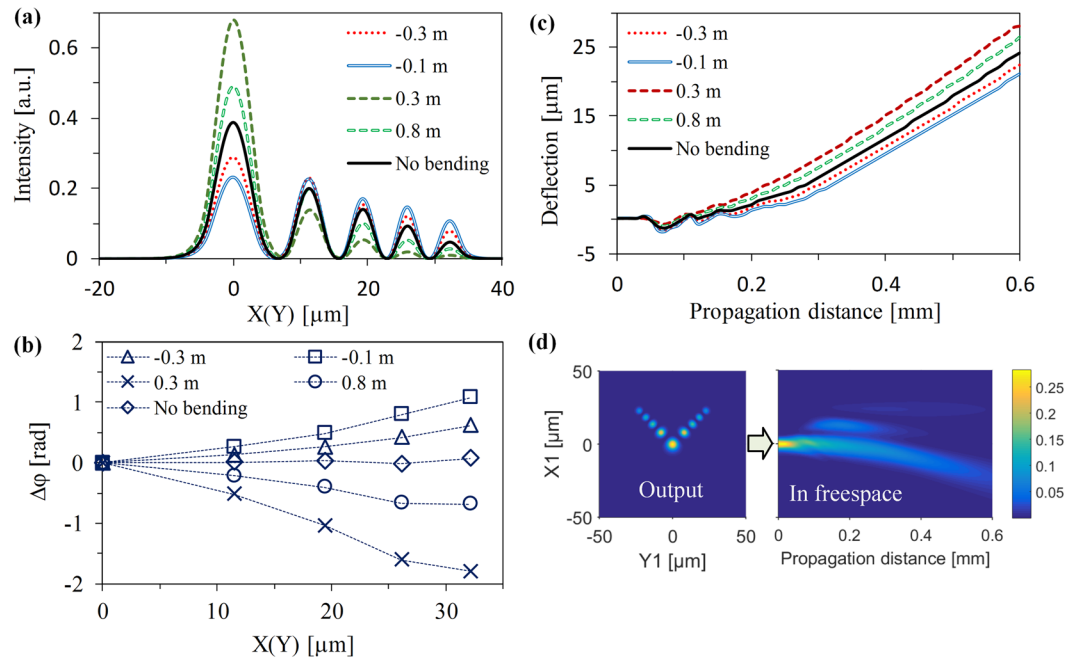 (a)
Intensity [a.u.]
0.6
0.4
0.2
0
-20
0
20
40
X(Y) [µm]
-0.3 m
-0.1 m
0.3 m
0.8 m
No bending
(c)
Deflection [µm]
25
15
5
-5
0
0.2
0.4
0.6
Propagation distance [mm]
-0.3 m
-0.1 m
0.3 m
0.8 m
No bending
(b)
Δφ [rad]
2
1
0
-1
-2
0
10
20
30
X(Y) [µm]
-0.3 m
-0.1 m
0.3 m
0.8 m
No bending
(d)
X1 [µm]
50
0
-50
-50
0
50
Y1 [µm]
Output
50
0
-50
0
0.2
0.4
0.6
Propagation distance [mm]
In freespace
0.25
0.2
0.15
0.1
0.05